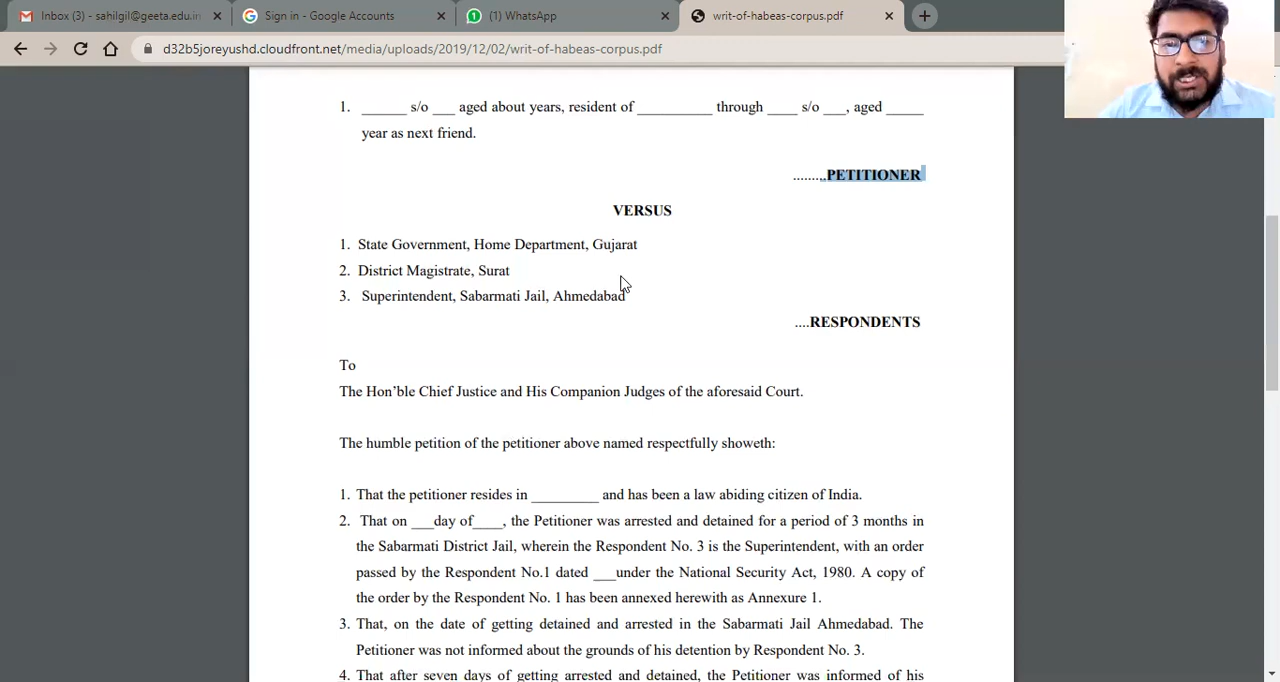 Inbox (3) - sahilgil@geeta.edu.in
Sign in - Google Accounts
(1) WhatsApp
writ-of-habeas-corpus.pdf
d32b5joreyushd.cloudfront.net/media/uploads/2019/12/02/writ-of-habeas-corpus.pdf
1. ______ s/o ___ aged about years, resident of __________ through ____ s/o ___, aged _____
year as next friend.
.........PETITIONER
VERSUS
1. State Government, Home Department, Gujarat
2. District Magistrate, Surat
3. Superintendent, Sabarmati Jail, Ahmedabad
....RESPONDENTS
To
The Hon’ble Chief Justice and His Companion Judges of the aforesaid Court.
The humble petition of the petitioner above named respectfully showeth:
1. That the petitioner resides in _________ and has been a law abiding citizen of India.
2. That on ___day of____, the Petitioner was arrested and detained for a period of 3 months in
the Sabarmati District Jail, wherein the Respondent No. 3 is the Superintendent, with an order
passed by the Respondent No.1 dated ___under the National Security Act, 1980. A copy of
the order by the Respondent No. 1 has been annexed herewith as Annexure 1.
3. That, on the date of getting detained and arrested in the Sabarmati Jail Ahmedabad. The
Petitioner was not informed about the grounds of his detention by Respondent No. 3.
4. That after seven days of getting arrested and detained, the Petitioner was informed of his